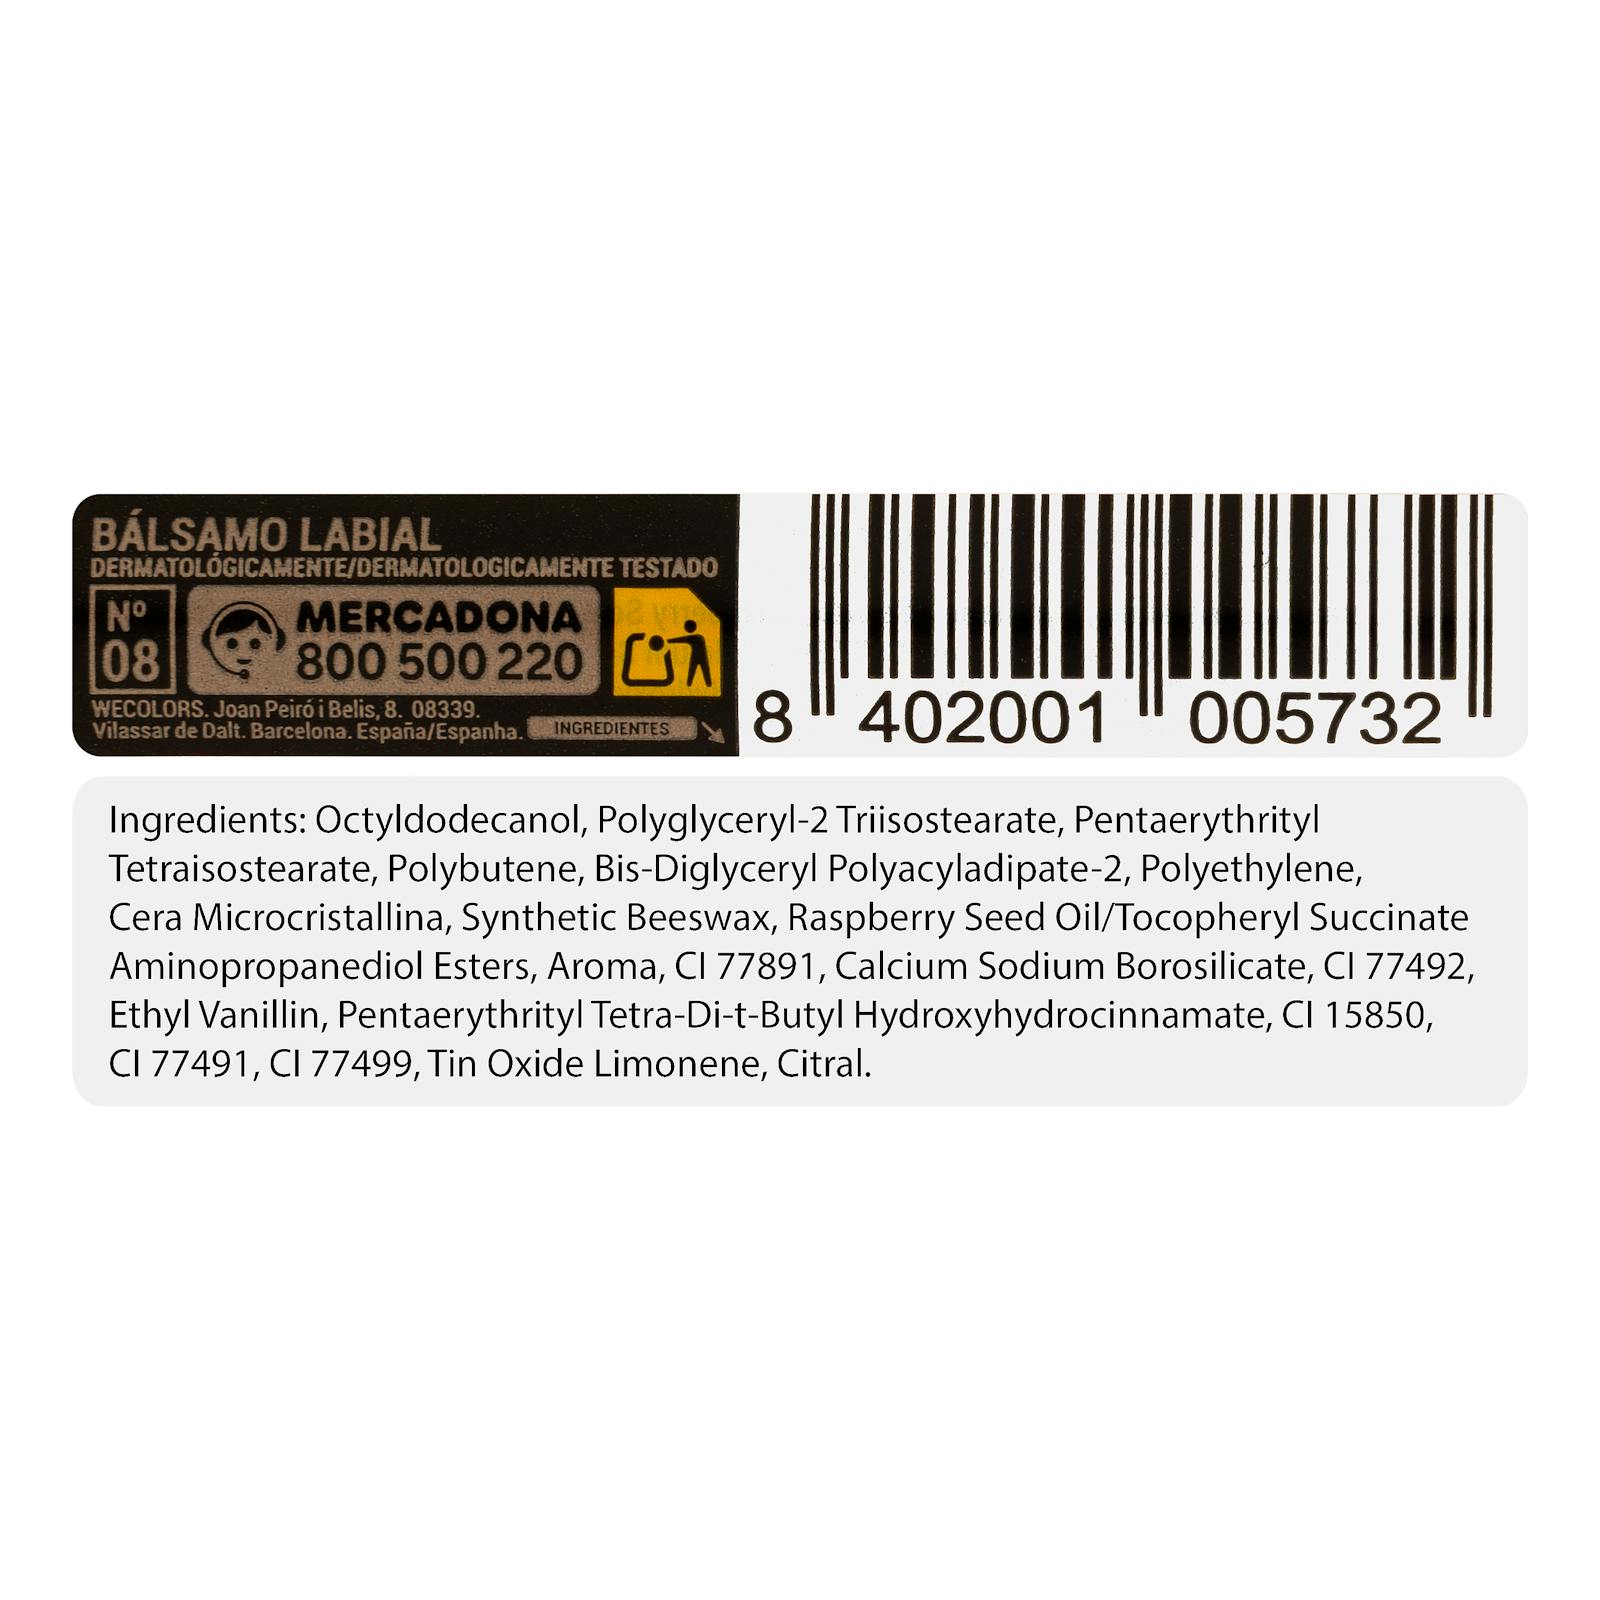 BÁLSAMO LABIAL
DERMATOLÓGICAMENTE/DERMATOLOGICAMENTE TESTADO
Nº
08
MERCADONA
800 500 220
WECOLORS. Joan Peiró i Belis, 8. 08339.
Vilassar de Dalt. Barcelona. España/Espanha.
INGREDIENTES
8 402001 005732
Ingredients: Octyldodecanol, Polyglyceryl-2 Triisostearate, Pentaerythrityl
Tetraisostearate, Polybutene, Bis-Diglyceryl Polyacyladipate-2, Polyethylene,
Cera Microcristallina, Synthetic Beeswax, Raspberry Seed Oil/Tocopheryl Succinate
Aminopropanediol Esters, Aroma, CI 77891, Calcium Sodium Borosilicate, CI 77492,
Ethyl Vanillin, Pentaerythrityl Tetra-Di-t-Butyl Hydroxyhydrocinnamate, CI 15850,
CI 77491, CI 77499, Tin Oxide Limonene, Citral.